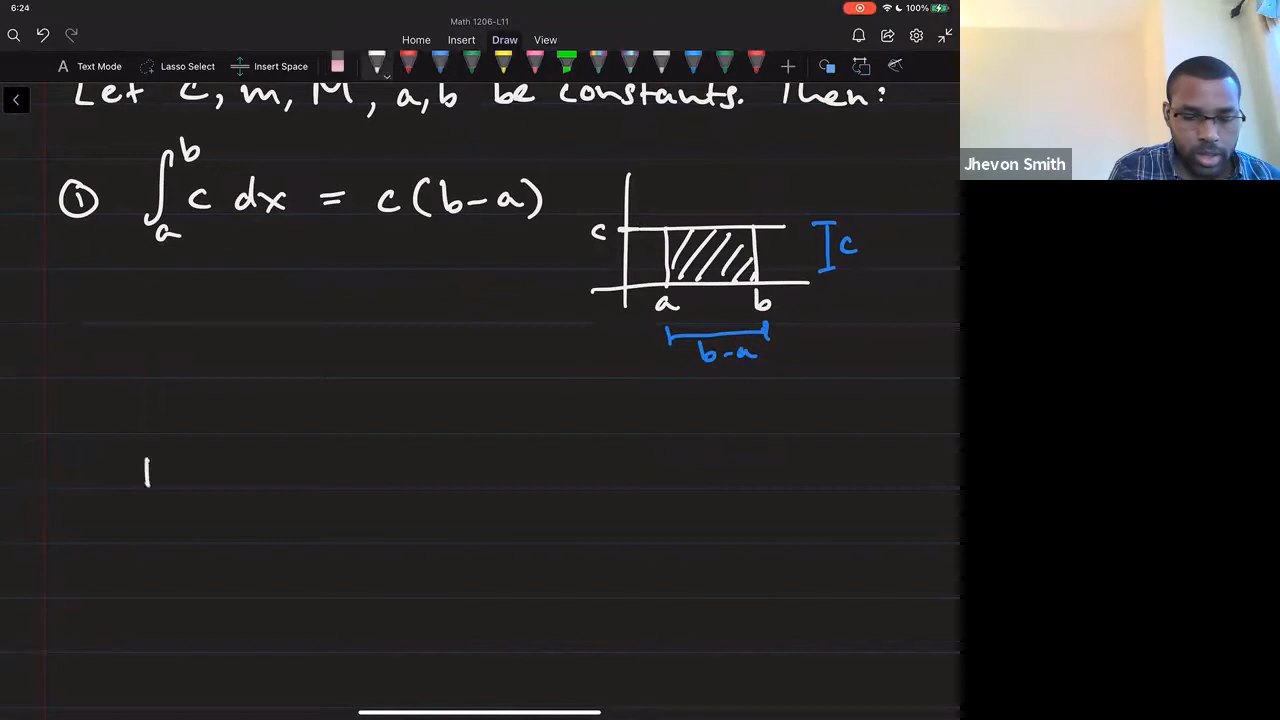 6:24
100%
Math 1206-L11
Home Insert Draw View
Text Mode Lasso Select Insert Space
Let c, m, M, a, b be constants. Then:
① ∫_a^b c dx = c(b-a)
c
c
a b
b-a
Jhevon Smith